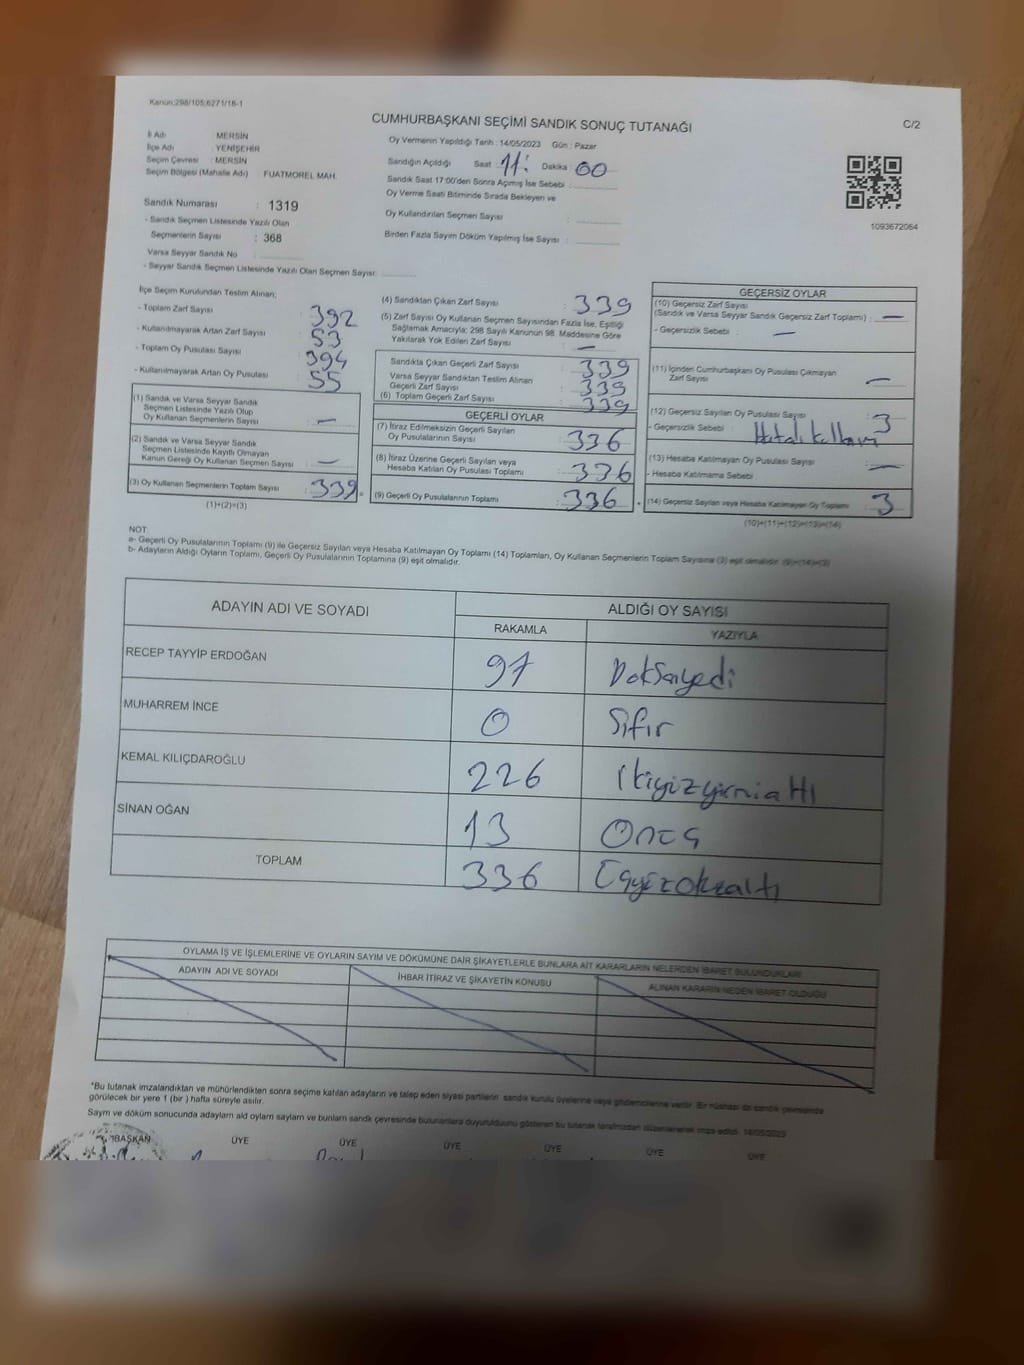 Kanun:298/105;6271/16-1
CUMHURBAŞKANI SEÇİMİ SANDIK SONUÇ TUTANAĞI
C/2
İl Adı : MERSİN
İlçe Adı : YENİŞEHİR
Seçim Çevresi : MERSİN
Seçim Bölgesi (Mahalle Adı) FUATMOREL MAH.
Sandık Numarası : 1319
- Sandık Seçmen Listesinde Yazılı Olan
Seçmenlerin Sayısı : 368
Varsa Seyyar Sandık No :
- Seyyar Sandık Seçmen Listesinde Yazılı Olan Seçmen Sayısı:
Oy Vermenin Yapıldığı Tarih : 14/05/2023 Gün : Pazar
Sandığın Açıldığı Saat 17: Dakika : 00
Sandık Saat 17:00'den Sonra Açmış İse Sebebi :
Oy Verme Saati Bitiminde Sırada Bekleyen ve
Oy Kullandırılan Seçmen Sayısı :
Birden Fazla Sayım Döküm Yapılmış İse Sayısı :
1093672064
İlçe Seçim Kurulundan Teslim Alınan;
- Toplam Zarf Sayısı : 392
- Kullanılmayarak Artan Zarf Sayısı : 53
- Toplam Oy Pusulası Sayısı : 394
- Kullanılmayarak Artan Oy Pusulası : 55
(1) Sandık ve Varsa Seyyar Sandık
Seçmen Listesinde Yazılı Olup
Oy Kullanan Seçmenlerin Sayısı : —
(2) Sandık ve Varsa Seyyar Sandık
Seçmen Listesinde Kayıtlı Olmayan
Kanun Gereği Oy Kullanan Seçmen Sayısı : —
(3) Oy Kullanan Seçmenlerin Toplam Sayısı : 339
(1)+(2)=(3)
(4) Sandıktan Çıkan Zarf Sayısı : 339
(5) Zarf Sayısı Oy Kullanan Seçmen Sayısından Fazla İse, Eşitliği
Sağlamak Amacıyla; 298 Sayılı Kanunun 98. Maddesine Göre
Yakılarak Yok Edilen Zarf Sayısı : —
Sandıkta Çıkan Geçerli Zarf Sayısı : 339
Varsa Seyyar Sandıktan Teslim Alınan
Geçerli Zarf Sayısı : 339
(6) Toplam Geçerli Zarf Sayısı : 339
GEÇERLİ OYLAR
(7) İtiraz Edilmeksizin Geçerli Sayılan
Oy Pusulalarının Sayısı : 336
(8) İtiraz Üzerine Geçerli Sayılan veya
Hesaba Katılan Oy Pusulası Toplamı : 336
(9) Geçerli Oy Pusulalarının Toplamı : 336
GEÇERSİZ OYLAR
(10) Geçersiz Zarf Sayısı
(Sandık ve Varsa Seyyar Sandık Geçersiz Zarf Toplamı) : —
- Geçersizlik Sebebi : —
(11) İçinden Cumhurbaşkanı Oy Pusulası Çıkmayan
Zarf Sayısı : —
(12) Geçersiz Sayılan Oy Pusulası Sayısı : 3
- Geçersizlik Sebebi : Hatalı kullanım
(13) Hesaba Katılmayan Oy Pusulası Sayısı : —
- Hesaba Katılmama Sebebi
(14) Geçersiz Sayılan veya Hesaba Katılmayan Oy Toplamı : 3
(10)+(11)+(12)+(13)=(14)
NOT:
a- Geçerli Oy Pusulalarının Toplamı (9) ile Geçersiz Sayılan veya Hesaba Katılmayan Oy Toplamı (14) Toplamları, Oy Kullanan Seçmenlerin Toplam Sayısına (3) eşit olmalıdır. (9)+(14)=(3)
b- Adayların Aldığı Oyların Toplamı, Geçerli Oy Pusulalarının Toplamına (9) eşit olmalıdır.
ADAYIN ADI VE SOYADI
ALDIĞI OY SAYISI
RAKAMLA YAZIYLA
RECEP TAYYİP ERDOĞAN 97 Doksanyedi
MUHARREM İNCE 0 Sıfır
KEMAL KILIÇDAROĞLU 226 İkiyüzyirmialtı
SİNAN OĞAN 13 Onüç
TOPLAM 336 Üçyüzotuzaltı
OYLAMA İŞ VE İŞLEMLERİNE VE OYLARIN SAYIM VE DÖKÜMÜNE DAİR ŞİKAYETLERLE BUNLARA AİT KARARLARIN NELERDEN İBARET BULUNDUKLARI
ADAYIN ADI VE SOYADI İHBAR İTİRAZ VE ŞİKAYETİN KONUSU ALINAN KARARIN NEDEN İBARET OLDUĞU
*Bu tutanak imzalandıktan ve mühürlendikten sonra seçime katılan adayların ve talep eden siyasi partilerin sandık kurulu üyelerine veya gözlemcilerine verilir. Bir nüshası da sandık çevresinde
görülecek bir yere 1 (bir ) hafta süreyle asılır.
Sayım ve döküm sonucunda adayların ald oyların sayıların ve bunların sandık çevresinde bulunanlara duyurulduunu gösteren bu tutanak tarafımızdan düzenlenerek imza edildi. 14/05/2023
BAŞKAN ÜYE ÜYE ÜYE ÜYE ÜYE ÜYE